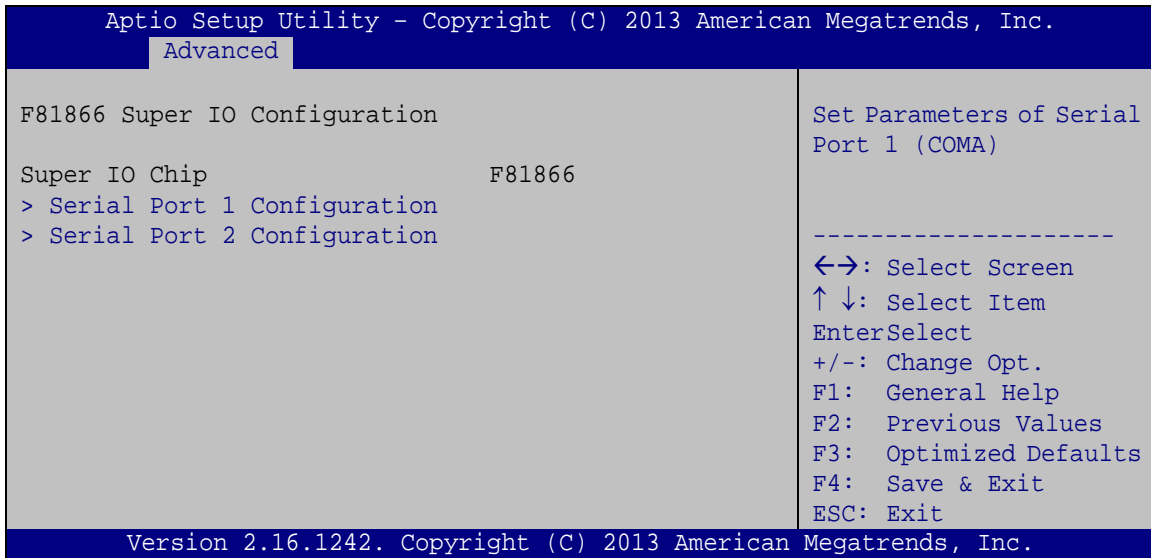 Aptio Setup Utility – Copyright (C) 2013 American Megatrends, Inc.
Advanced
F81866 Super IO Configuration
Super IO Chip F81866
> Serial Port 1 Configuration
> Serial Port 2 Configuration
Set Parameters of Serial
Port 1 (COMA)
---------------------
←→: Select Screen
↑ ↓: Select Item
EnterSelect
+/-: Change Opt.
F1: General Help
F2: Previous Values
F3: Optimized Defaults
F4: Save & Exit
ESC: Exit
Version 2.16.1242. Copyright (C) 2013 American Megatrends, Inc.